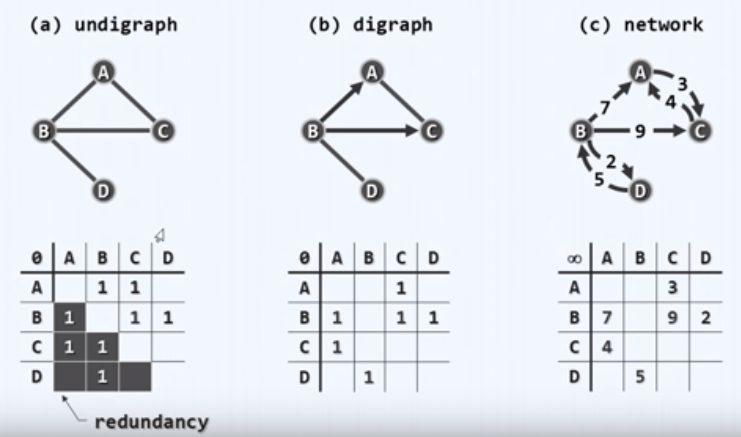 (a) undigraph
(b) digraph
(c) network
A
B
C
D
A
B
C
D
A
B
C
D
3
4
7
9
2
5
0 A B C D
A 1 1
B 1 1 1
C 1 1
D 1
redundancy
0 A B C D
A 1
B 1 1 1
C 1
D 1
∞ A B C D
A 3
B 7 9 2
C 4
D 5